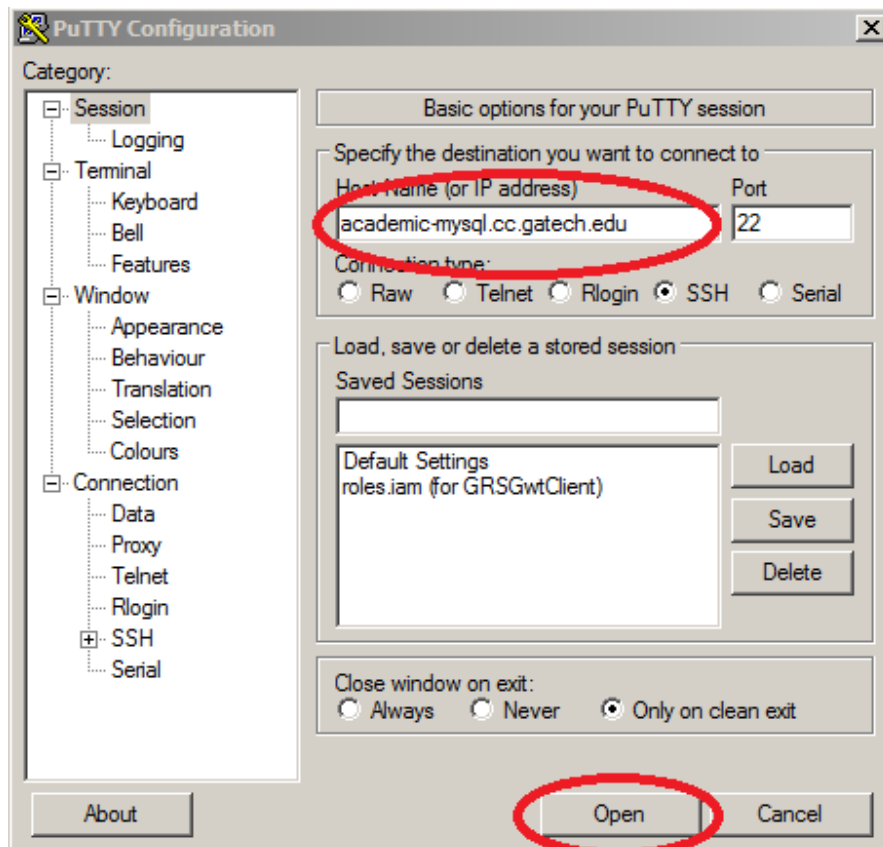 PuTTY Configuration
Category:
Session
Logging
Terminal
Keyboard
Bell
Features
Window
Appearance
Behaviour
Translation
Selection
Colours
Connection
Data
Proxy
Telnet
Rlogin
SSH
Serial
Basic options for your PuTTY session
Specify the destination you want to connect to
Host Name (or IP address) Port
academic-mysql.cc.gatech.edu 22
Connection type:
Raw Telnet Rlogin SSH Serial
Load, save or delete a stored session
Saved Sessions
Default Settings
roles.iam (for GRSGwtClient)
Load
Save
Delete
Close window on exit:
Always Never Only on clean exit
About Open Cancel